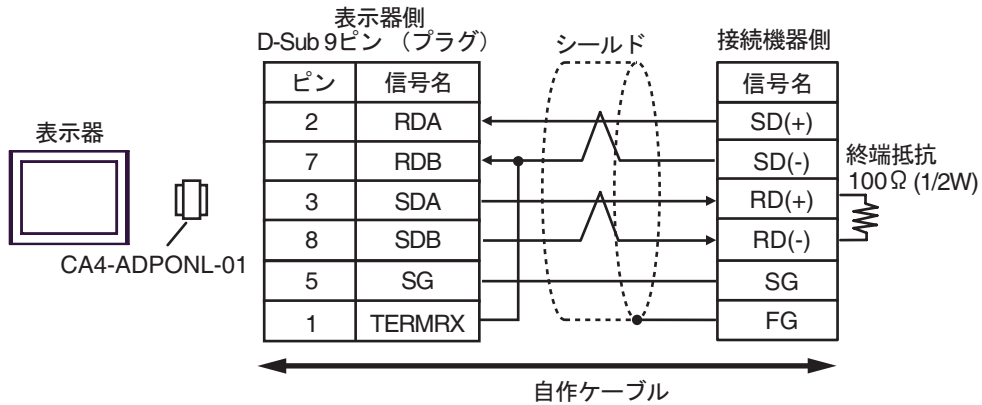 表示器側
D-Sub 9ピン （プラグ）
シールド
接続機器側
ピン 信号名
信号名
2 RDA
SD(+)
7 RDB
SD(-)
3 SDA
RD(+)
8 SDB
RD(-)
5 SG
SG
1 TERMRX
FG
表示器
CA4-ADPONL-01
終端抵抗
100Ω (1/2W)
自作ケーブル